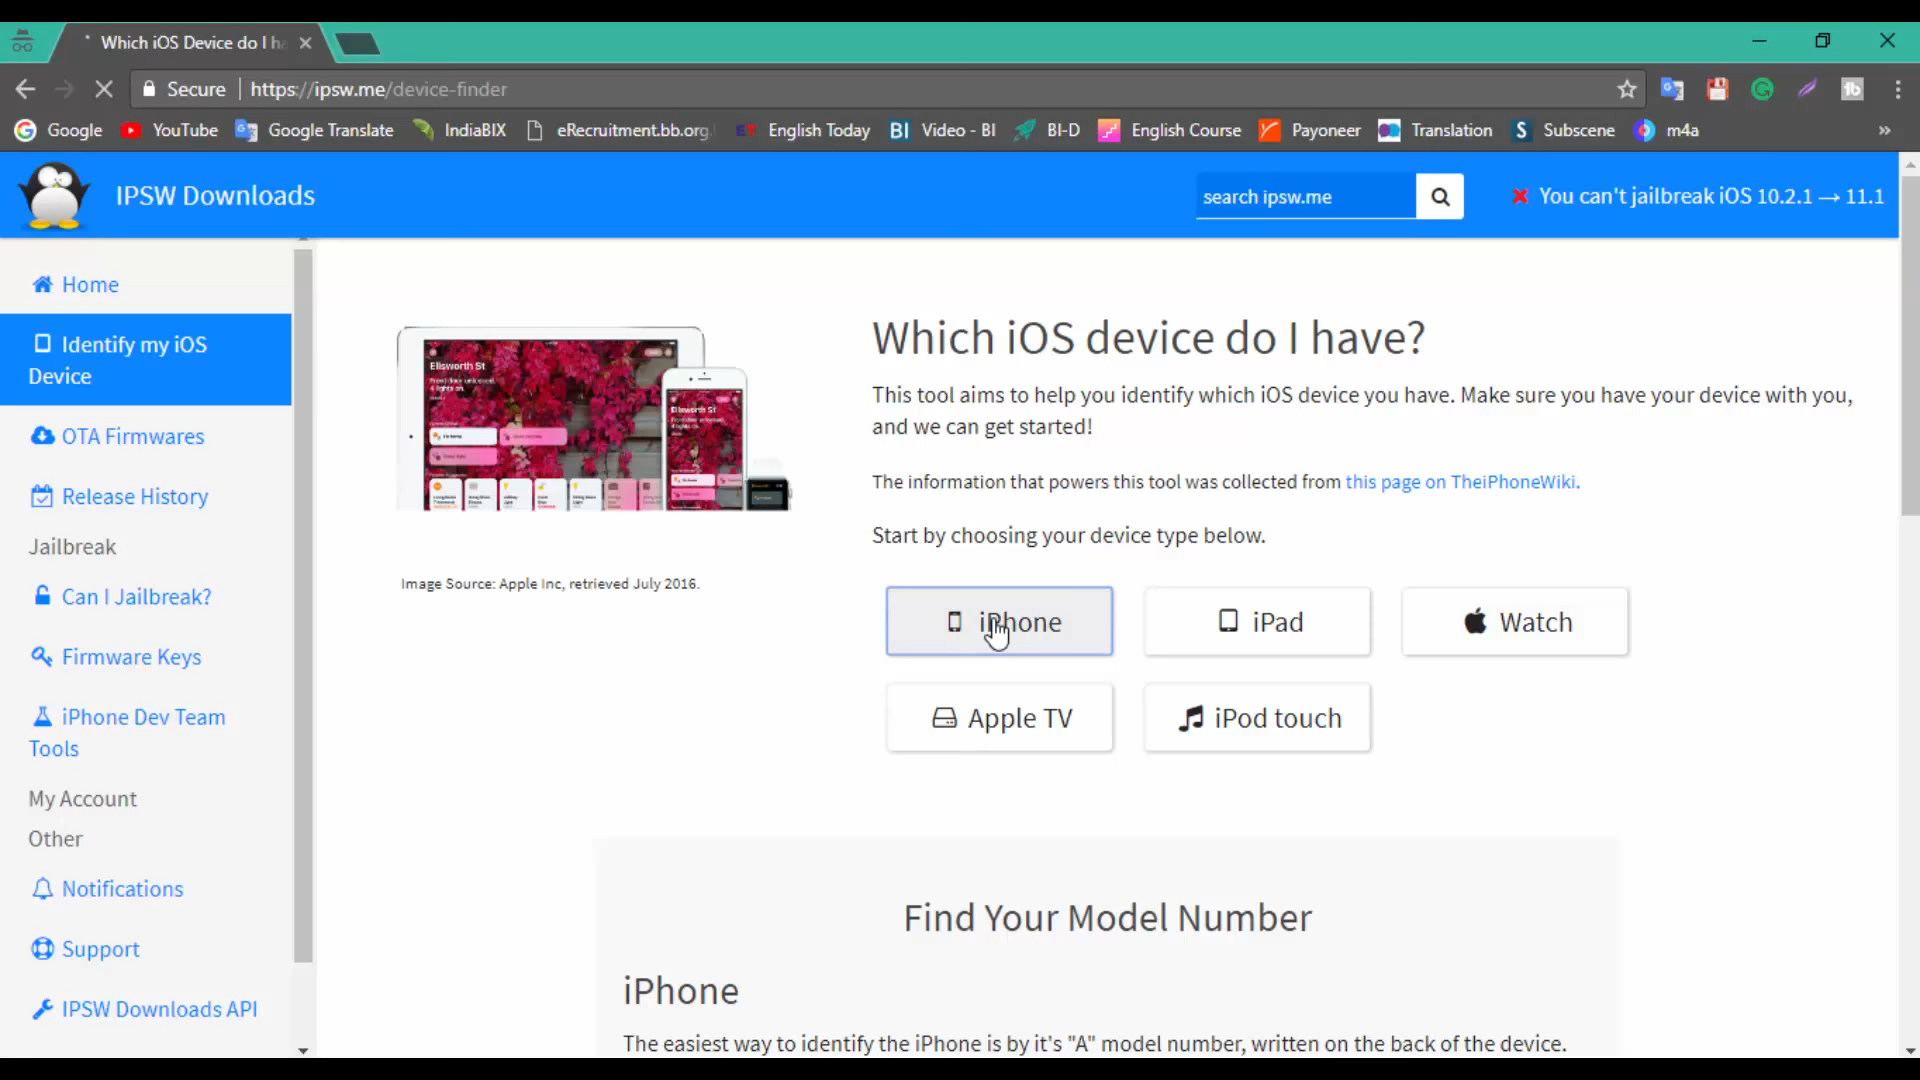 Which iOS Device do I ha
Secure https://ipsw.me/device-finder
Google YouTube Google Translate IndiaBIX eRecruitment.bb.org. English Today BI Video - BI BI-D English Course Payoneer Translation S Subscene m4a »
IPSW Downloads
search ipsw.me
You can't jailbreak iOS 10.2.1 → 11.1
Home
Identify my iOS
Device
OTA Firmwares
Release History
Jailbreak
Can I Jailbreak?
Firmware Keys
iPhone Dev Team
Tools
My Account
Other
Notifications
Support
IPSW Downloads API
Ellsworth St
Ellsworth St
Image Source: Apple Inc, retrieved July 2016.
Which iOS device do I have?
This tool aims to help you identify which iOS device you have. Make sure you have your device with you,
and we can get started!
The information that powers this tool was collected from this page on TheiPhoneWiki.
Start by choosing your device type below.
iPhone iPad Watch
Apple TV iPod touch
Find Your Model Number
iPhone
The easiest way to identify the iPhone is by it's "A" model number, written on the back of the device.